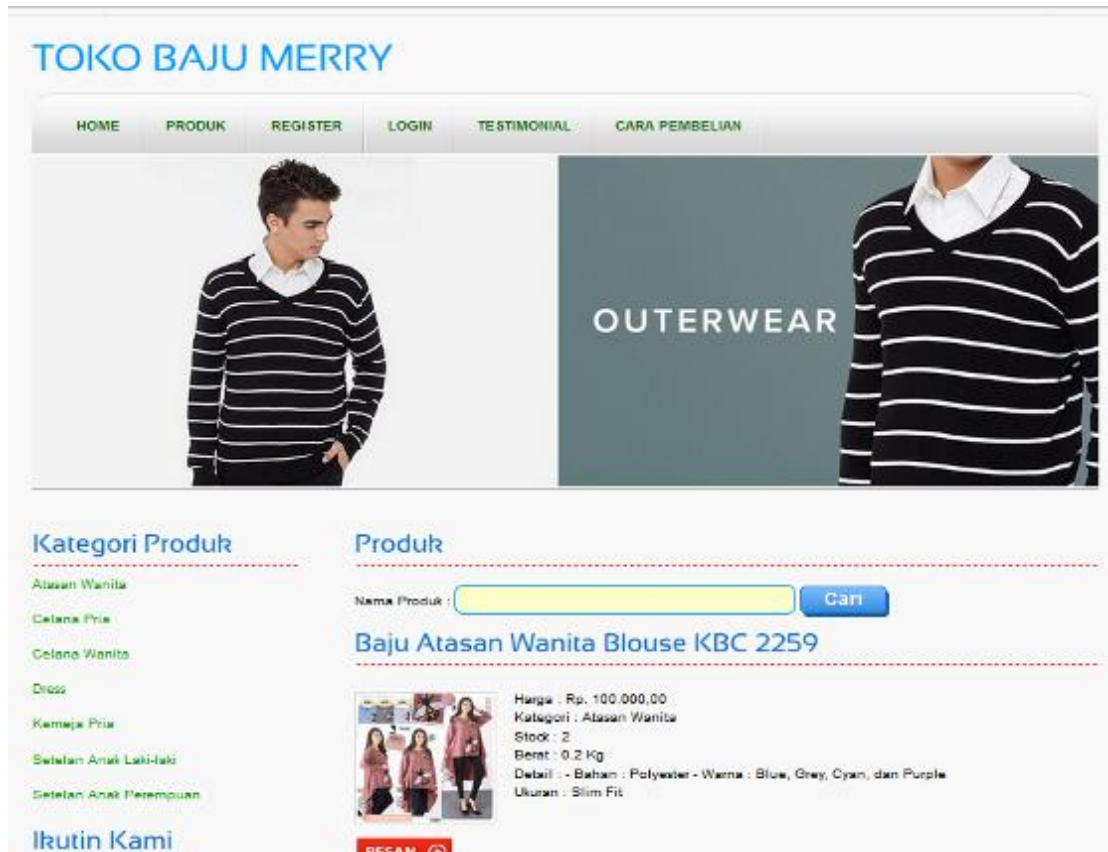 TOKO BAJU MERRY
HOME PRODUK REGISTER LOGIN TESTIMONIAL CARA PEMBELIAN
OUTERWEAR
Kategori Produk
Atasan Wanita
Celana Pria
Celana Wanita
Dress
Kemeja Pria
Setelan Anak Laki-laki
Setelan Anak Perempuan
Ikutin Kami
Produk
Nama Produk : Cari
Baju Atasan Wanita Blouse KBC 2259
Harga : Rp. 100.000,00
Kategori : Atasan Wanita
Stock : 2
Berat : 0.2 Kg
Detail : - Bahan : Polyester - Warna : Blue, Grey, Cyan, dan Purple
Ukuran : Slim Fit
PESAN